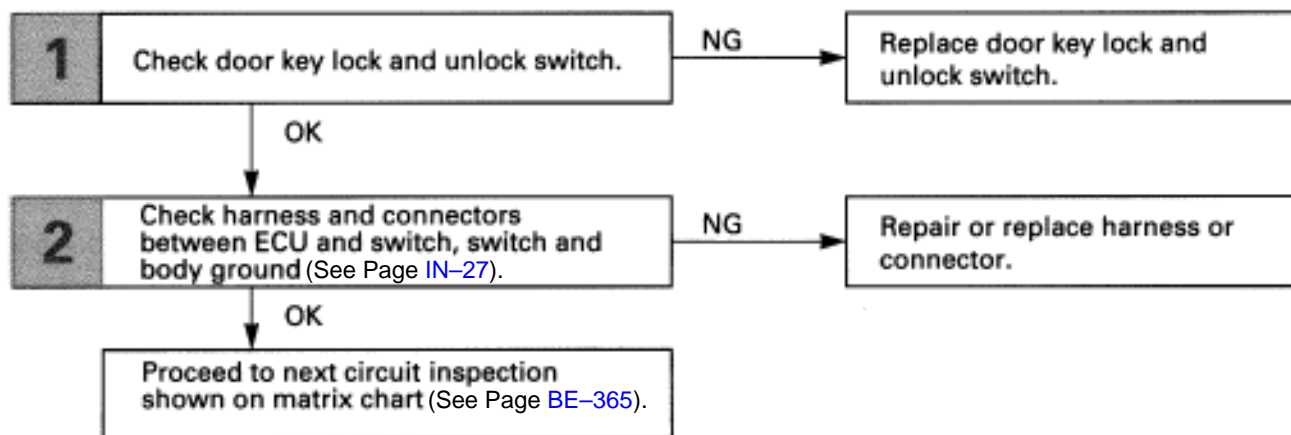 1
Check door key lock and unlock switch.
NG
Replace door key lock and
unlock switch.
OK
2
Check harness and connectors
between ECU and switch, switch and
body ground (See Page IN–27).
NG
Repair or replace harness or
connector.
OK
Proceed to next circuit inspection
shown on matrix chart (See Page BE–365).